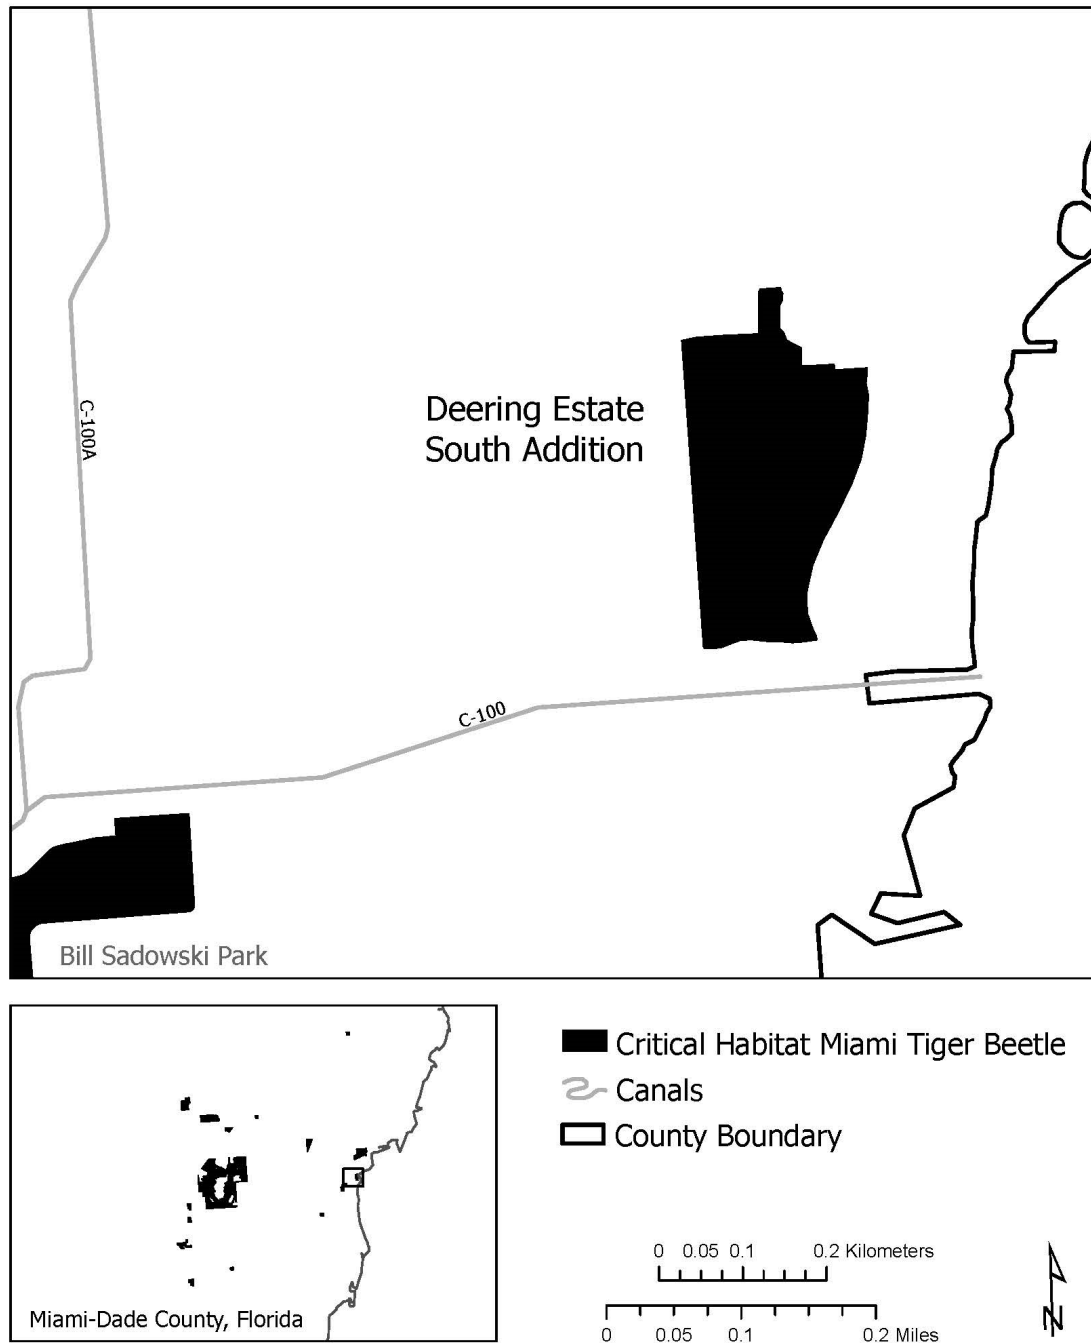 C-100A
Deering Estate
South Addition
C-100
Bill Sadowski Park
Miami-Dade County, Florida
Critical Habitat Miami Tiger Beetle
Canals
County Boundary
0 0.05 0.1 0.2 Kilometers
0 0.05 0.1 0.2 Miles
N